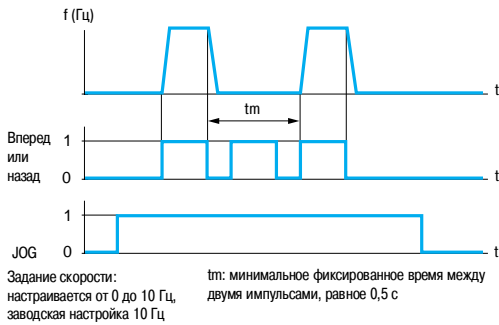 f (Гц)
t
tm
Вперед
или
назад
1
0
t
1
JOG
0
t
Задание скорости:
настраивается от 0 до 10 Гц,
заводская настройка 10 Гц
tm: минимальное фиксированное время между
двумя импульсами, равное 0,5 с